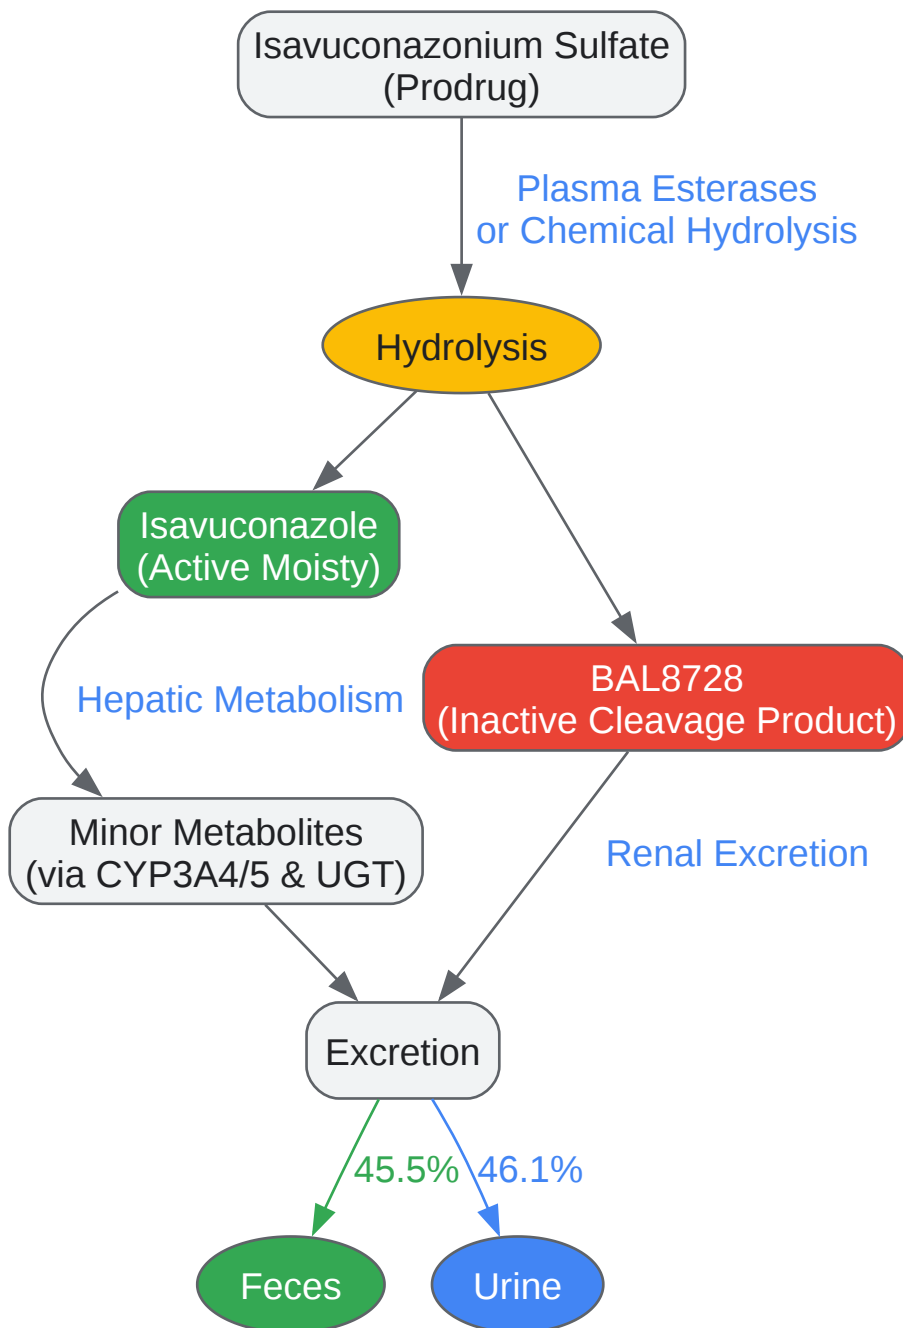 Isavuconazonium Sulfate
(Prodrug)
Plasma Esterases
or Chemical Hydrolysis
Hydrolysis
Isavuconazole
(Active Moisty)
BAL8728
(Inactive Cleavage Product)
Hepatic Metabolism
Minor Metabolites
(via CYP3A4/5 & UGT)
Renal Excretion
Excretion
45.5%
46.1%
Feces
Urine